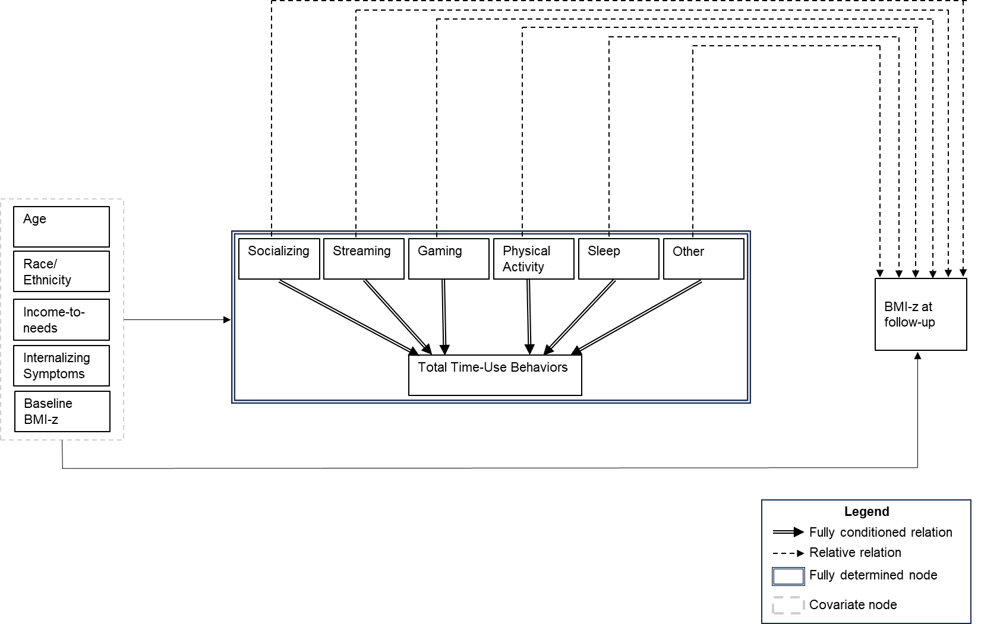 Age
Race/
Ethnicity
Income-to-
needs
Internalizing
Symptoms
Baseline
BMI-z
Socializing
Streaming
Gaming
Physical
Activity
Sleep
Other
Total Time-Use Behaviors
BMI-z at
follow-up
Legend
Fully conditioned relation
Relative relation
Fully determined node
Covariate node